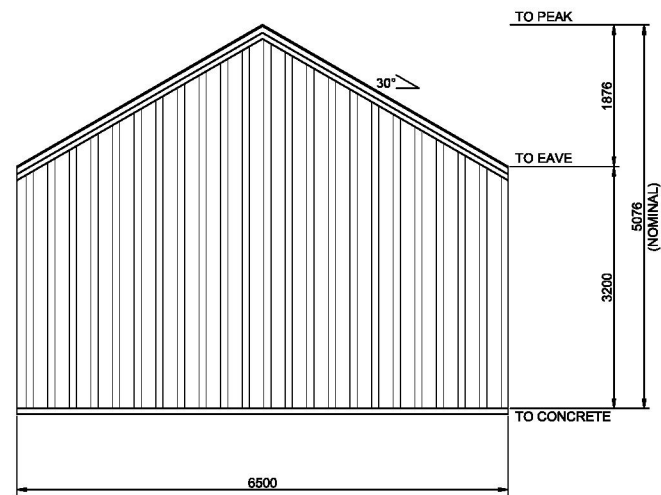 TO PEAK
30°
1876
TO EAVE
5076
(NOMINAL)
3200
TO CONCRETE
6500